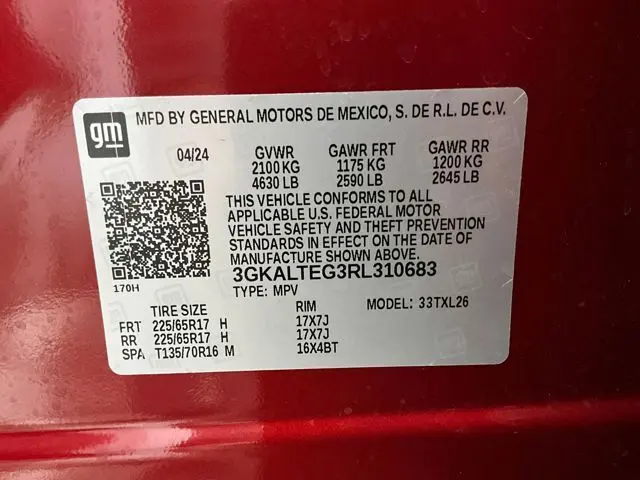 gm MFD BY GENERAL MOTORS DE MEXICO, S. DE R.L. DE C.V.
04/24 GVWR GAWR FRT GAWR RR
2100 KG 1175 KG 1200 KG
4630 LB 2590 LB 2645 LB
THIS VEHICLE CONFORMS TO ALL
APPLICABLE U.S. FEDERAL MOTOR
VEHICLE SAFETY AND THEFT PREVENTION
STANDARDS IN EFFECT ON THE DATE OF
MANUFACTURE SHOWN ABOVE.
3GKALTEG3RL310683
170H TYPE: MPV
TIRE SIZE RIM MODEL: 33TXL26
FRT 225/65R17 H 17X7J
RR 225/65R17 H 17X7J
SPA T135/70R16 M 16X4BT